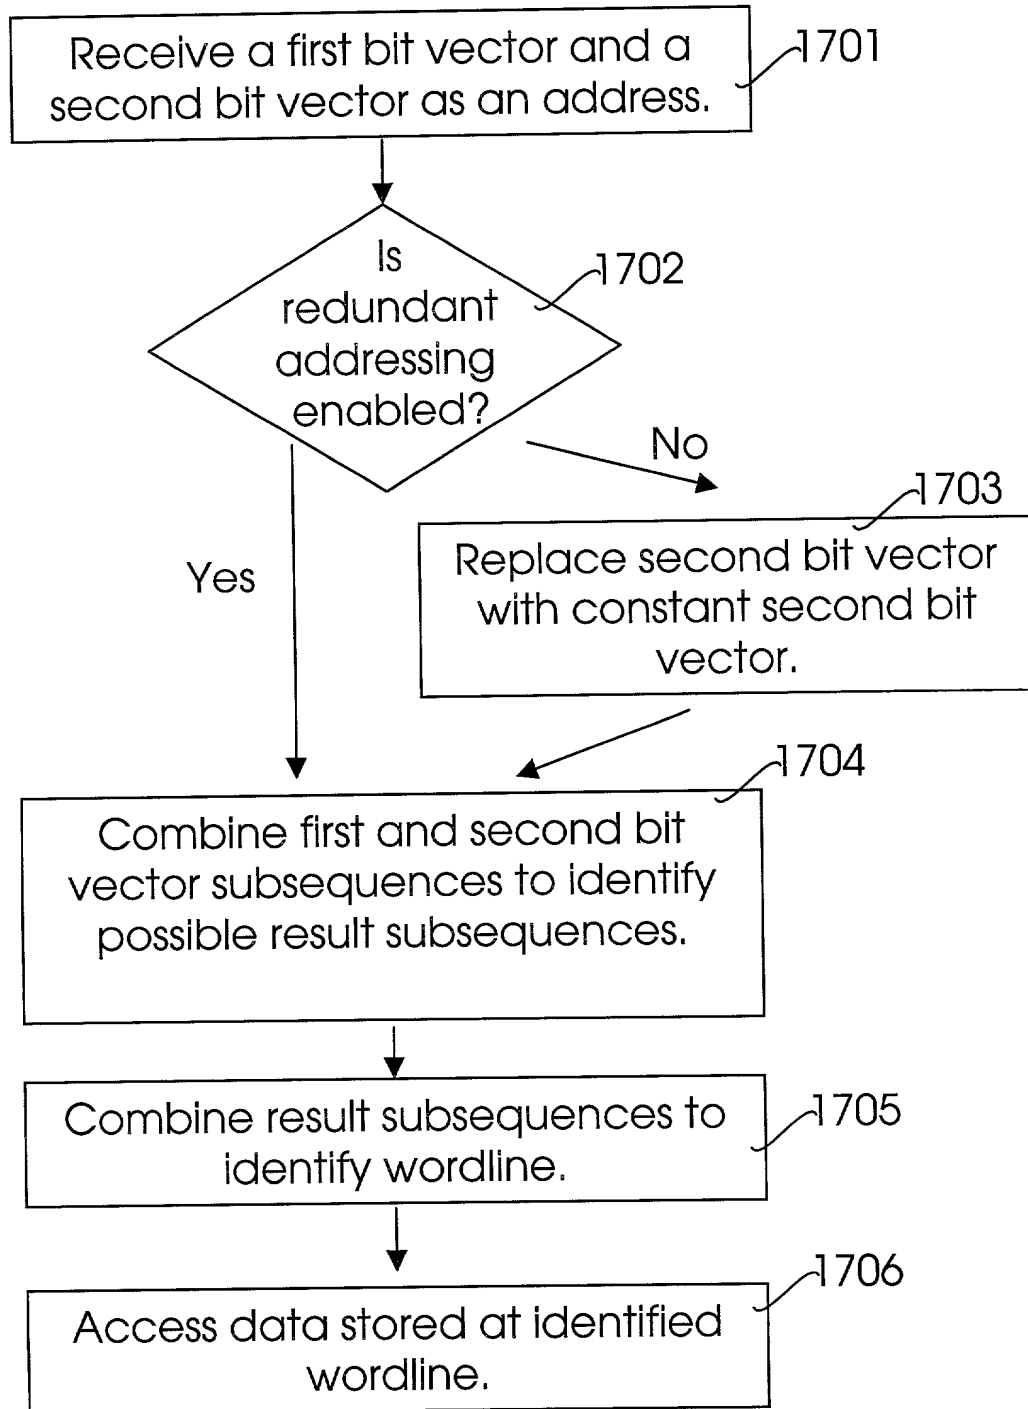 Receive a first bit vector and a
second bit vector as an address.
1701
Is
redundant
addressing
enabled?
1702
No
Yes
1703
Replace second bit vector
with constant second bit
vector.
1704
Combine first and second bit
vector subsequences to identify
possible result subsequences.
Combine result subsequences to
identify wordline.
1705
1706
Access data stored at identified
wordline.